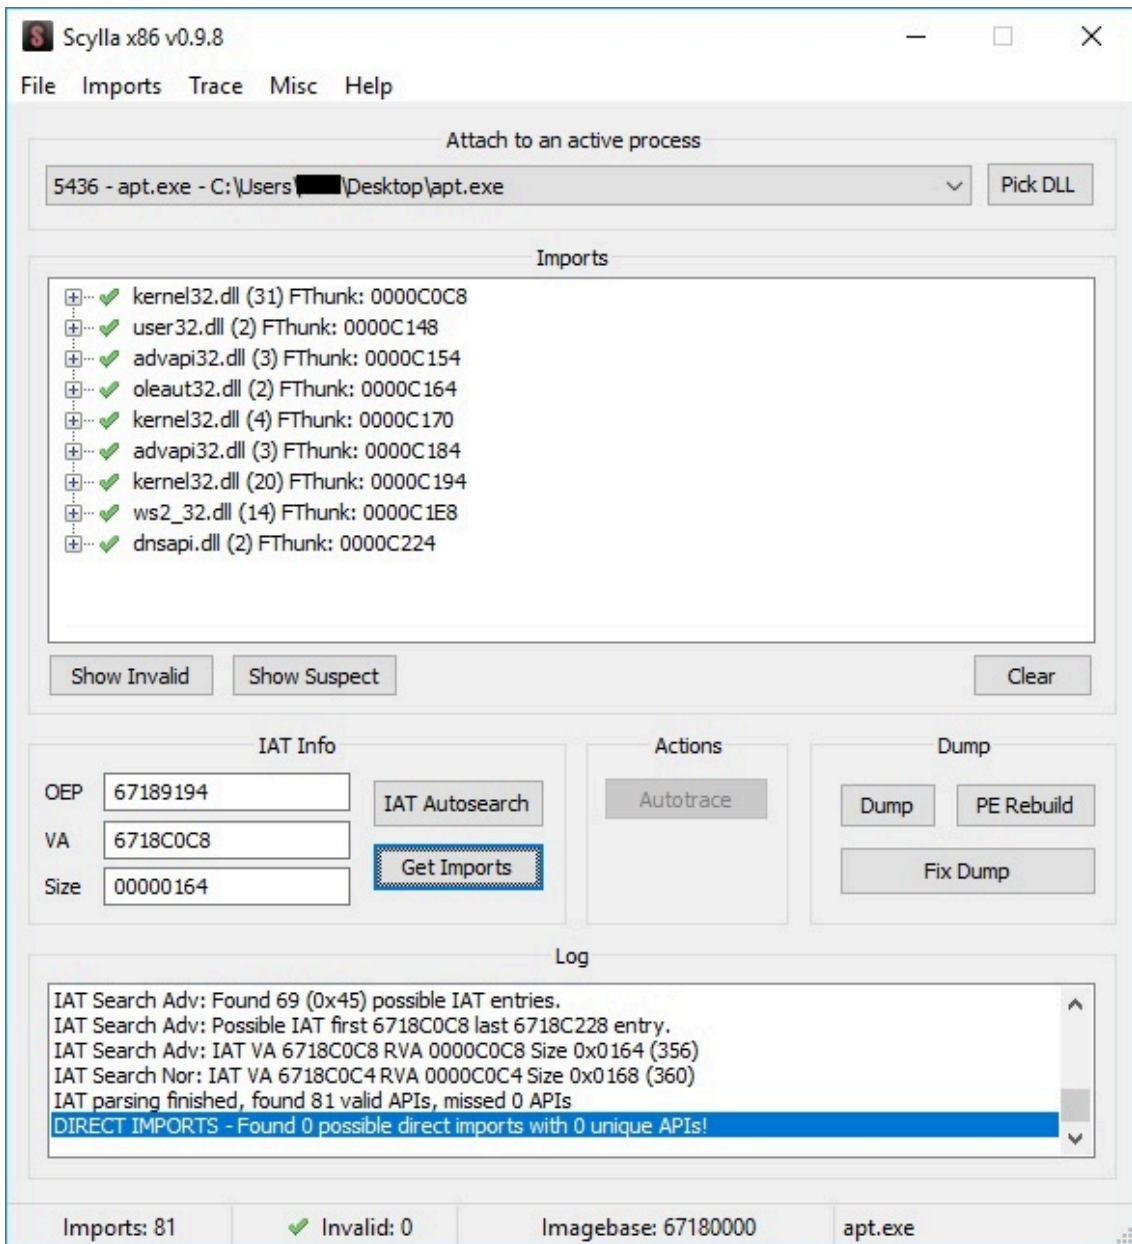 Scylla x86 v0.9.8
File Imports Trace Misc Help
Attach to an active process
5436 - apt.exe - C:\Users\ \Desktop\apt.exe
Pick DLL
Imports
kernel32.dll (31) FThunk: 0000C0C8
user32.dll (2) FThunk: 0000C148
advapi32.dll (3) FThunk: 0000C154
oleaut32.dll (2) FThunk: 0000C164
kernel32.dll (4) FThunk: 0000C170
advapi32.dll (3) FThunk: 0000C184
kernel32.dll (20) FThunk: 0000C194
ws2_32.dll (14) FThunk: 0000C1E8
dnsapi.dll (2) FThunk: 0000C224
Show Invalid
Show Suspect
Clear
IAT Info
OEP 67189194
VA 6718C0C8
Size 00000164
IAT Autosearch
Get Imports
Actions
Autotrace
Dump
Dump
PE Rebuild
Fix Dump
Log
IAT Search Adv: Found 69 (0x45) possible IAT entries.
IAT Search Adv: Possible IAT first 6718C0C8 last 6718C228 entry.
IAT Search Adv: IAT VA 6718C0C8 RVA 0000C0C8 Size 0x0164 (356)
IAT Search Nor: IAT VA 6718C0C4 RVA 0000C0C4 Size 0x0168 (360)
IAT parsing finished, found 81 valid APIs, missed 0 APIs
DIRECT IMPORTS - Found 0 possible direct imports with 0 unique APIs!
Imports: 81
Invalid: 0
Imagebase: 67180000
apt.exe